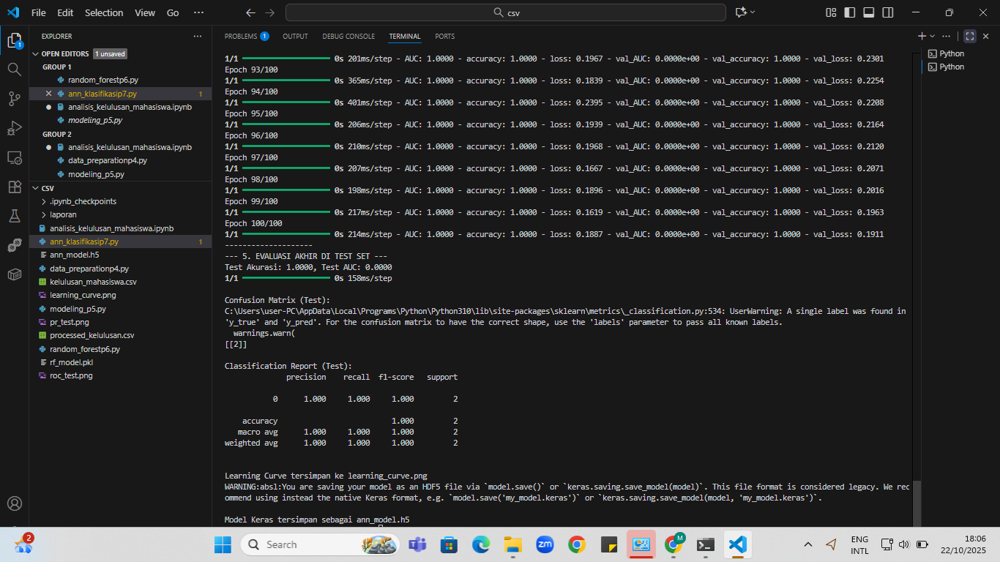 File Edit Selection View Go ··· csv
EXPLORER ···
OPEN EDITORS 1 unsaved
GROUP 1
random_forestp6.py
ann_klasifikasip7.py 1
analisis_kelulusan_mahasiswa.ipynb
modeling_p5.py
GROUP 2
analisis_kelulusan_mahasiswa.ipynb
data_preparationp4.py
modeling_p5.py
CSV
.ipynb_checkpoints
laporan
analisis_kelulusan_mahasiswa.ipynb
ann_klasifikasip7.py 1
ann_model.h5
data_preparationp4.py
kelulusan_mahasiswa.csv
learning_curve.png
modeling_p5.py
pr_test.png
processed_kelulusan.csv
random_forestp6.py
rf_model.pkl
roc_test.png
1
PROBLEMS 1 OUTPUT DEBUG CONSOLE TERMINAL PORTS
1/1 0s 201ms/step - AUC: 1.0000 - accuracy: 1.0000 - loss: 0.1967 - val_AUC: 0.0000e+00 - val_accuracy: 1.0000 - val_loss: 0.2301
Epoch 93/100
1/1 0s 365ms/step - AUC: 1.0000 - accuracy: 1.0000 - loss: 0.1839 - val_AUC: 0.0000e+00 - val_accuracy: 1.0000 - val_loss: 0.2254
Epoch 94/100
1/1 0s 401ms/step - AUC: 1.0000 - accuracy: 1.0000 - loss: 0.2395 - val_AUC: 0.0000e+00 - val_accuracy: 1.0000 - val_loss: 0.2208
Epoch 95/100
1/1 0s 206ms/step - AUC: 1.0000 - accuracy: 1.0000 - loss: 0.1939 - val_AUC: 0.0000e+00 - val_accuracy: 1.0000 - val_loss: 0.2164
Epoch 96/100
1/1 0s 210ms/step - AUC: 1.0000 - accuracy: 1.0000 - loss: 0.1968 - val_AUC: 0.0000e+00 - val_accuracy: 1.0000 - val_loss: 0.2120
Epoch 97/100
1/1 0s 207ms/step - AUC: 1.0000 - accuracy: 1.0000 - loss: 0.1667 - val_AUC: 0.0000e+00 - val_accuracy: 1.0000 - val_loss: 0.2071
Epoch 98/100
1/1 0s 198ms/step - AUC: 1.0000 - accuracy: 1.0000 - loss: 0.1896 - val_AUC: 0.0000e+00 - val_accuracy: 1.0000 - val_loss: 0.2016
Epoch 99/100
1/1 0s 217ms/step - AUC: 1.0000 - accuracy: 1.0000 - loss: 0.1619 - val_AUC: 0.0000e+00 - val_accuracy: 1.0000 - val_loss: 0.1963
Epoch 100/100
1/1 0s 214ms/step - AUC: 1.0000 - accuracy: 1.0000 - loss: 0.1887 - val_AUC: 0.0000e+00 - val_accuracy: 1.0000 - val_loss: 0.1911
--------------------
--- 5. EVALUASI AKHIR DI TEST SET ---
Test Akurasi: 1.0000, Test AUC: 0.0000
1/1 0s 158ms/step
Confusion Matrix (Test):
C:\Users\user-PC\AppData\Local\Programs\Python\Python310\lib\site-packages\sklearn\metrics\_classification.py:534: UserWarning: A single label was found in
'y_true' and 'y_pred'. For the confusion matrix to have the correct shape, use the 'labels' parameter to pass all known labels.
warnings.warn(
[[2]]
Classification Report (Test):
precision recall f1-score support
0 1.000 1.000 1.000 2
accuracy 1.000 2
macro avg 1.000 1.000 1.000 2
weighted avg 1.000 1.000 1.000 2
Learning Curve tersimpan ke learning_curve.png
WARNING:absl:You are saving your model as an HDF5 file via `model.save()` or `keras.saving.save_model(model)`. This file format is considered legacy. We rec
ommend using instead the native Keras format, e.g. `model.save('my_model.keras')` or `keras.saving.save_model(model, 'my_model.keras')`.
Model Keras tersimpan sebagai ann_model.h5
Python
Python
2
Search
zm
M
ENG
INTL
18:06
22/10/2025